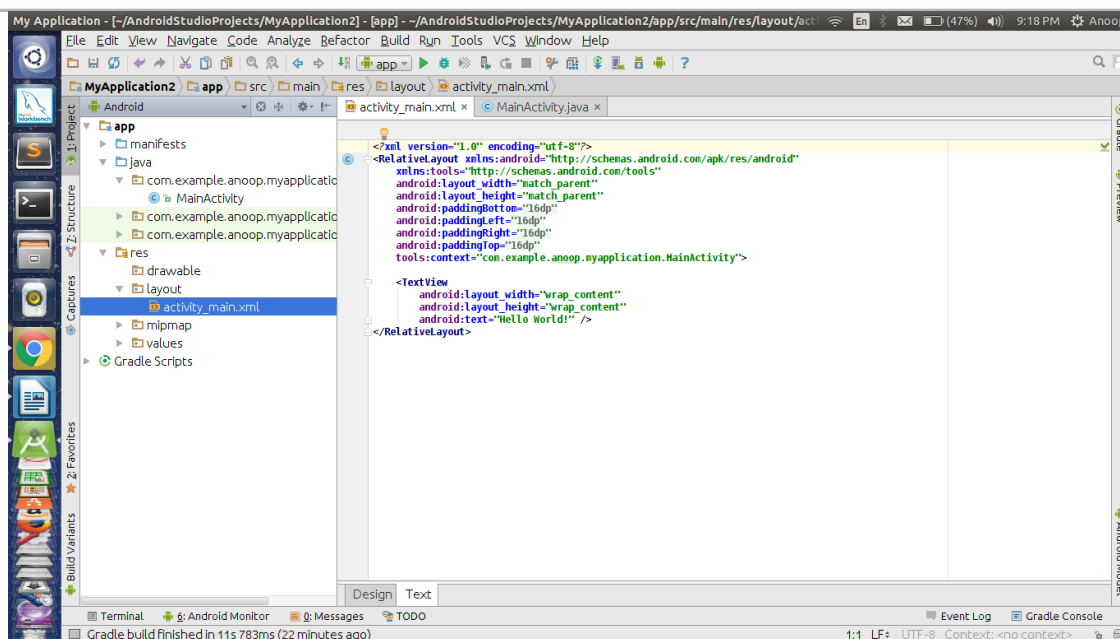 My Application - [~/AndroidStudioProjects/MyApplication2] - [app] - ~/AndroidStudioProjects/MyApplication2/app/src/main/res/layout/act
En (47%) 9:18 PM Anoop
File Edit View Navigate Code Analyze Refactor Build Run Tools VCS Window Help
app
MyApplication2 app src main res layout activity_main.xml
Android
activity_main.xml × MainActivity.java ×
1: Project
Z: Structure
Captures
2: Favorites
Build Variants
app
manifests
java
com.example.anoop.myapplicatio
MainActivity
com.example.anoop.myapplicatio
com.example.anoop.myapplicatio
res
drawable
layout
activity_main.xml
mipmap
values
Gradle Scripts
<?xml version="1.0" encoding="utf-8"?>
<RelativeLayout xmlns:android="http://schemas.android.com/apk/res/android"
xmlns:tools="http://schemas.android.com/tools"
android:layout_width="match_parent"
android:layout_height="match_parent"
android:paddingBottom="16dp"
android:paddingLeft="16dp"
android:paddingRight="16dp"
android:paddingTop="16dp"
tools:context="com.example.anoop.myapplication.MainActivity">
<TextView
android:layout_width="wrap_content"
android:layout_height="wrap_content"
android:text="Hello World!" />
</RelativeLayout>
Gradle
Preview
Android Model
Design Text
Terminal 6: Android Monitor 0: Messages TODO Event Log Gradle Console
Gradle build finished in 11s 783ms (22 minutes ago) 1:1 LF UTF-8 Context: <no context>